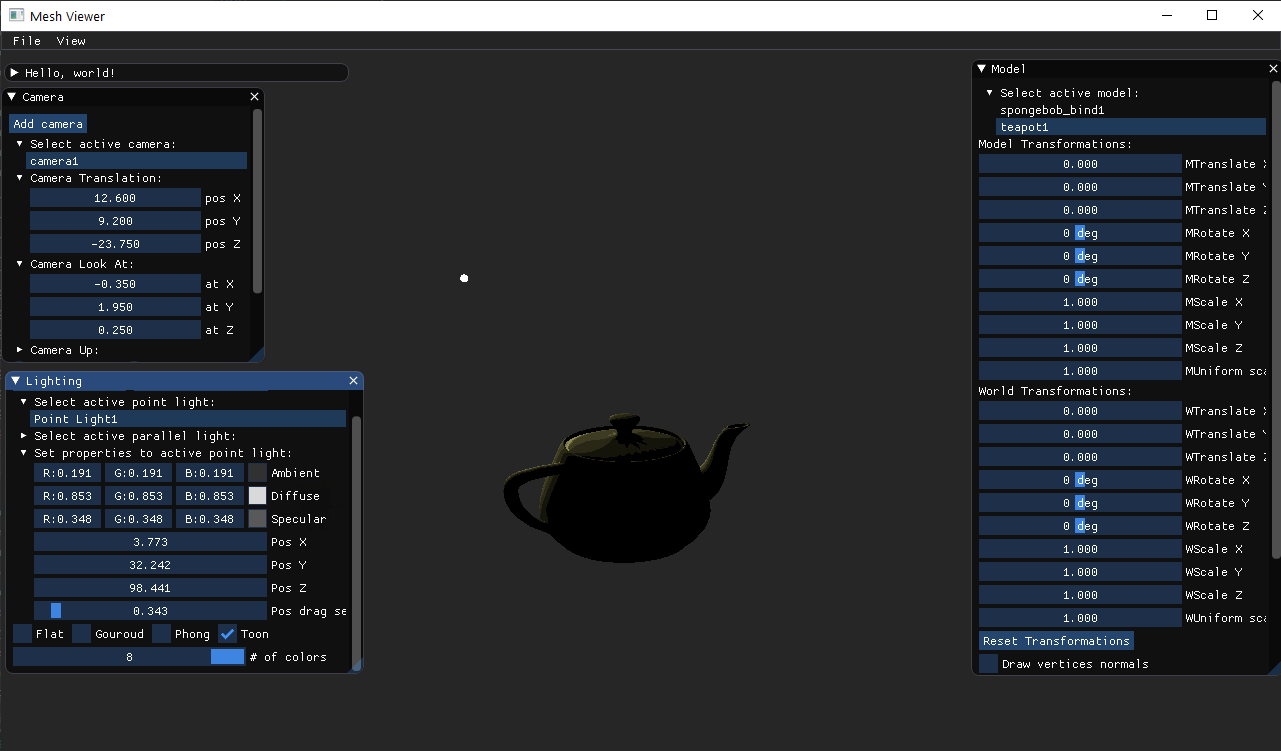 Mesh Viewer
File View
Hello, world!
Camera
Add camera
Select active camera:
camera1
Camera Translation:
12.600 pos X
9.200 pos Y
-23.750 pos Z
Camera Look At:
-0.350 at X
1.950 at Y
0.250 at Z
Camera Up:
Lighting
Select active point light:
Point Light1
Select active parallel light:
Set properties to active point light:
R:0.191 G:0.191 B:0.191 Ambient
R:0.853 G:0.853 B:0.853 Diffuse
R:0.348 G:0.348 B:0.348 Specular
3.773 Pos X
32.242 Pos Y
98.441 Pos Z
0.343 Pos drag se
Flat Gouroud Phong Toon
8 # of colors
Model
Select active model:
spongebob_bind1
teapot1
Model Transformations:
0.000 MTranslate X
0.000 MTranslate Y
0.000 MTranslate Z
0 deg MRotate X
0 deg MRotate Y
0 deg MRotate Z
1.000 MScale X
1.000 MScale Y
1.000 MScale Z
1.000 MUniform sca
World Transformations:
0.000 WTranslate X
0.000 WTranslate Y
0.000 WTranslate Z
0 deg WRotate X
0 deg WRotate Y
0 deg WRotate Z
1.000 WScale X
1.000 WScale Y
1.000 WScale Z
1.000 WUniform sca
Reset Transformations
Draw vertices normals